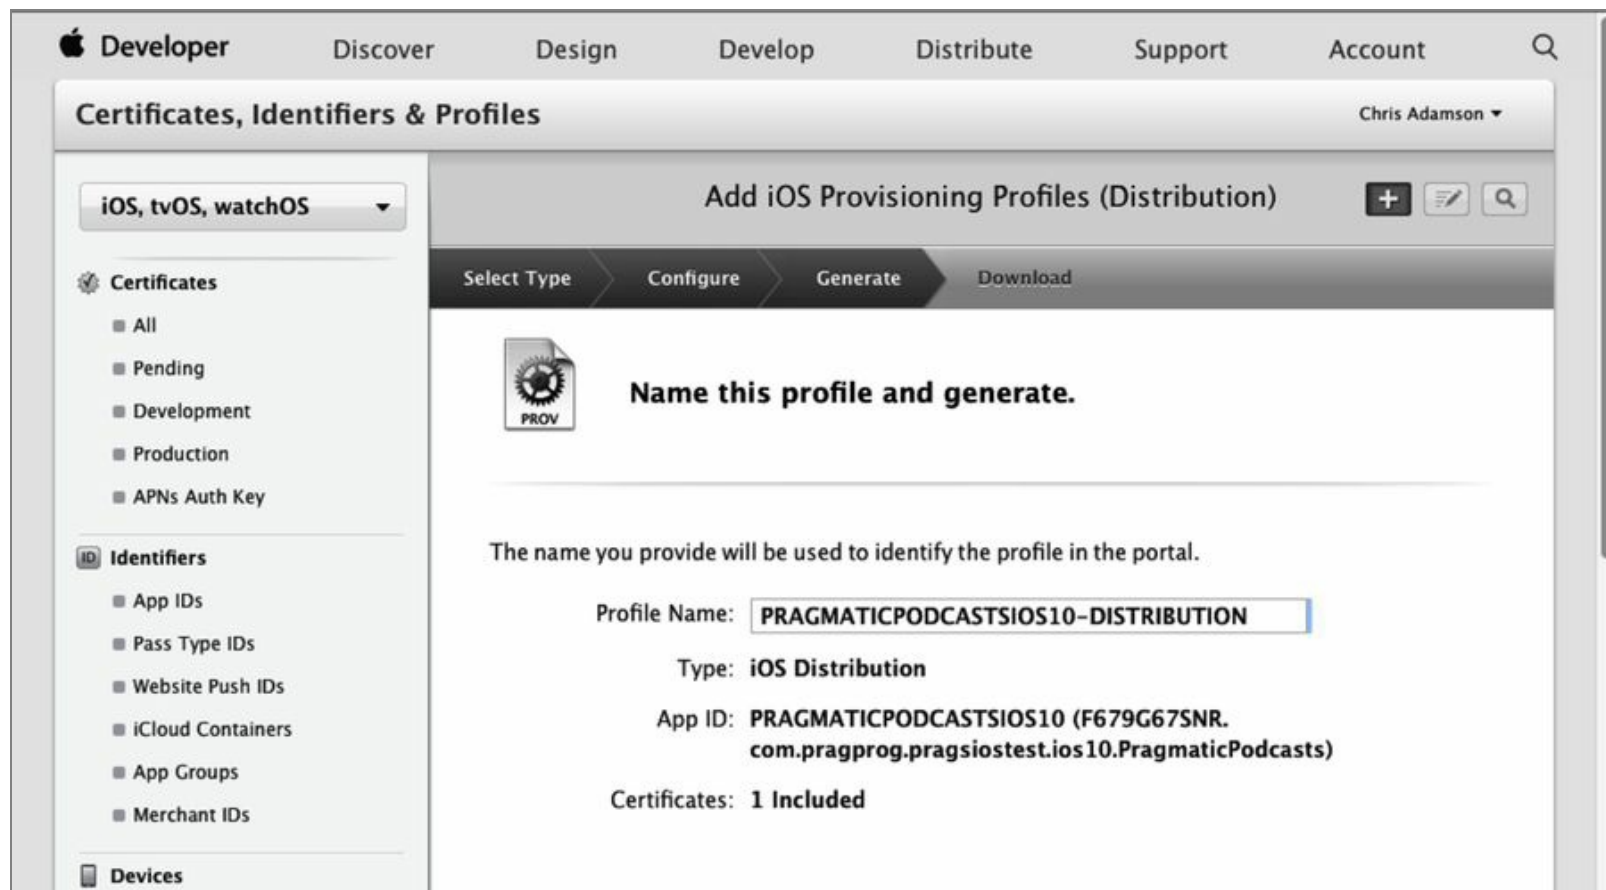 Developer Discover Design Develop Distribute Support Account
Certificates, Identifiers & Profiles
Chris Adamson
iOS, tvOS, watchOS
Certificates
All
Pending
Development
Production
APNs Auth Key
Identifiers
App IDs
Pass Type IDs
Website Push IDs
iCloud Containers
App Groups
Merchant IDs
Devices
Add iOS Provisioning Profiles (Distribution)
Select Type Configure Generate Download
PROV
Name this profile and generate.
The name you provide will be used to identify the profile in the portal.
Profile Name: PRAGMATICPODCASTSIOS10-DISTRIBUTION
Type: iOS Distribution
App ID: PRAGMATICPODCASTSIOS10 (F679G67SNR.
com.pragprog.pragsiostest.ios10.PragmaticPodcasts)
Certificates: 1 Included